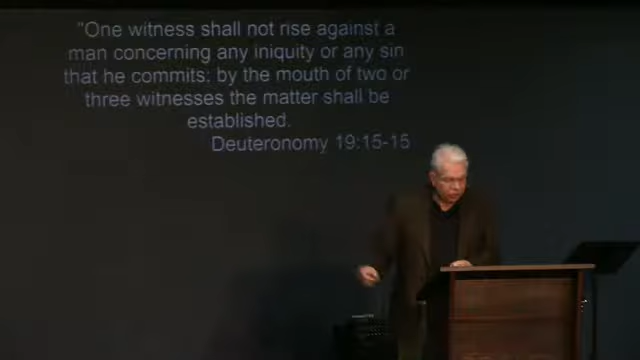 "One witness shall not rise against a
man concerning any iniquity or any sin
that he commits; by the mouth of two or
three witnesses the matter shall be
established.
Deuteronomy 19:15-15